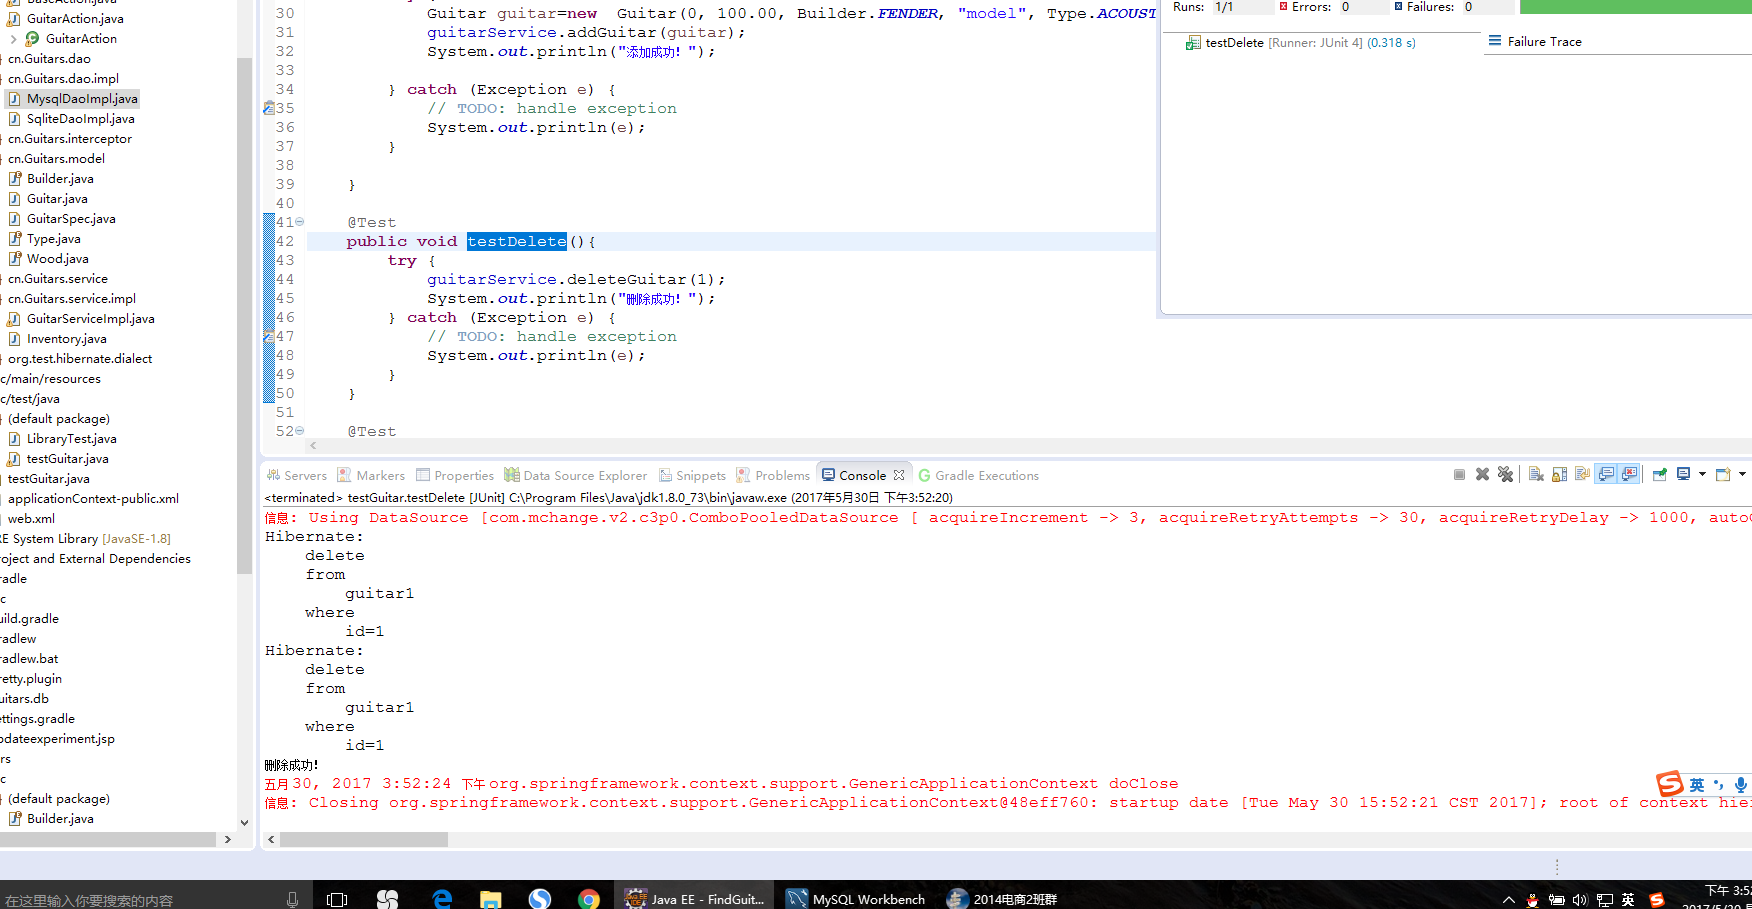 BaseAction.java
GuitarAction.java
GuitarAction
cn.Guitars.dao
cn.Guitars.dao.impl
MysqlDaoImpl.java
SqliteDaoImpl.java
cn.Guitars.interceptor
cn.Guitars.model
Builder.java
Guitar.java
GuitarSpec.java
Type.java
Wood.java
cn.Guitars.service
cn.Guitars.service.impl
GuitarServiceImpl.java
Inventory.java
org.test.hibernate.dialect
c/main/resources
c/test/java
(default package)
LibraryTest.java
testGuitar.java
testGuitar.java
applicationContext-public.xml
web.xml
RE System Library [JavaSE-1.8]
roject and External Dependencies
radle
c
uild.gradle
radlew
radlew.bat
retty.plugin
uitars.db
ettings.gradle
pdateexperiment.jsp
rs
c
(default package)
Builder.java
30 Guitar guitar=new Guitar(0, 100.00, Builder.FENDER, "model", Type.ACOUST
31 guitarService.addGuitar(guitar);
32 System.out.println("添加成功! ");
33
34 } catch (Exception e) {
35 // TODO: handle exception
36 System.out.println(e);
37 }
38
39 }
40
41 @Test
42 public void testDelete(){
43 try {
44 guitarService.deleteGuitar(1);
45 System.out.println("删除成功! ");
46 } catch (Exception e) {
47 // TODO: handle exception
48 System.out.println(e);
49 }
50 }
51
52 @Test
Runs: 1/1 Errors: 0 Failures: 0
testDelete [Runner: JUnit 4] (0.318 s)
Failure Trace
Servers Markers Properties Data Source Explorer Snippets Problems Console Gradle Executions
<terminated> testGuitar.testDelete [JUnit] C:\Program Files\Java\jdk1.8.0_73\bin\javaw.exe (2017年5月30日 下午3:52:20)
信息: Using DataSource [com.mchange.v2.c3p0.ComboPooledDataSource [ acquireIncrement -> 3, acquireRetryAttempts -> 30, acquireRetryDelay -> 1000, auto
Hibernate:
delete
from
guitar1
where
id=1
Hibernate:
delete
from
guitar1
where
id=1
删除成功!
五月 30, 2017 3:52:24 下午 org.springframework.context.support.GenericApplicationContext doClose
信息: Closing org.springframework.context.support.GenericApplicationContext@48eff760: startup date [Tue May 30 15:52:21 CST 2017]; root of context hie
英
在这里输入你要搜索的内容
Java EE - FindGuit...
MySQL Workbench
2014电商2班群
英
下午 3:52
2017/5/30